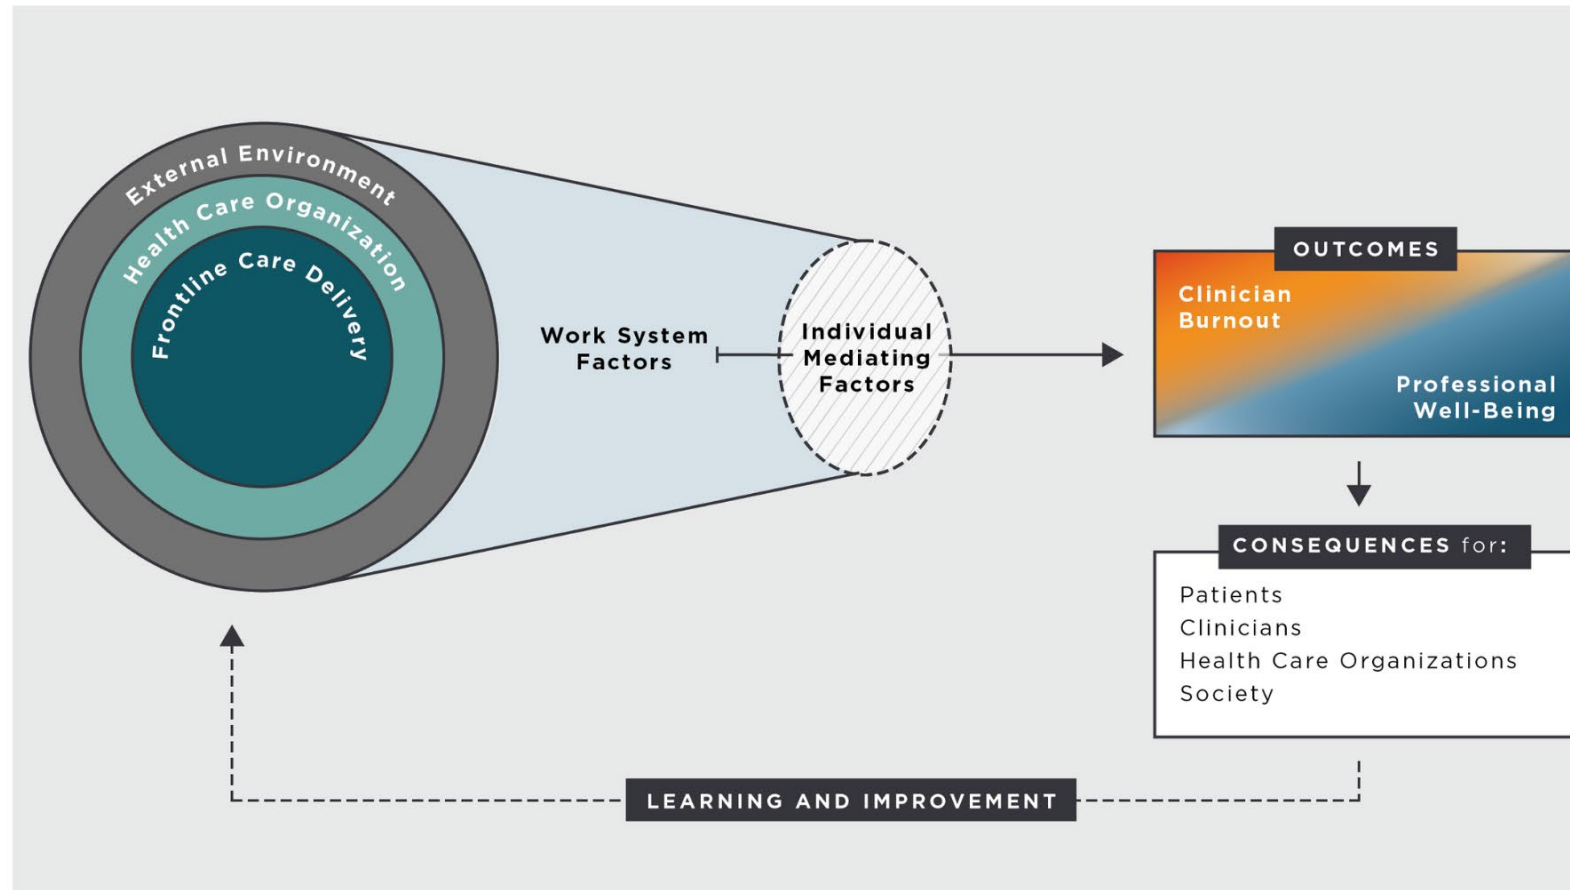 External Environment
Health Care Organization
Frontline Care Delivery
Work System
Factors
Individual
Mediating
Factors
OUTCOMES
Clinician
Burnout
Professional
Well-Being
CONSEQUENCES for:
Patients
Clinicians
Health Care Organizations
Society
LEARNING AND IMPROVEMENT